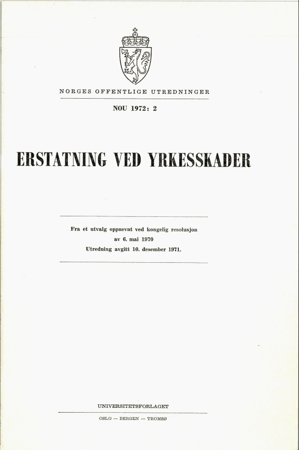 NORGES OFFENTLIGE UTREDNINGER
NOU 1972: 2
ERSTATNING VED YRKESSKADER
Fra et utvalg oppnevnt ved kongelig resolusjon
av 6. mai 1970
Utredning avgitt 10. desember 1971.
UNIVERSITETSFORLAGET
OSLO — BERGEN — TROMSØ